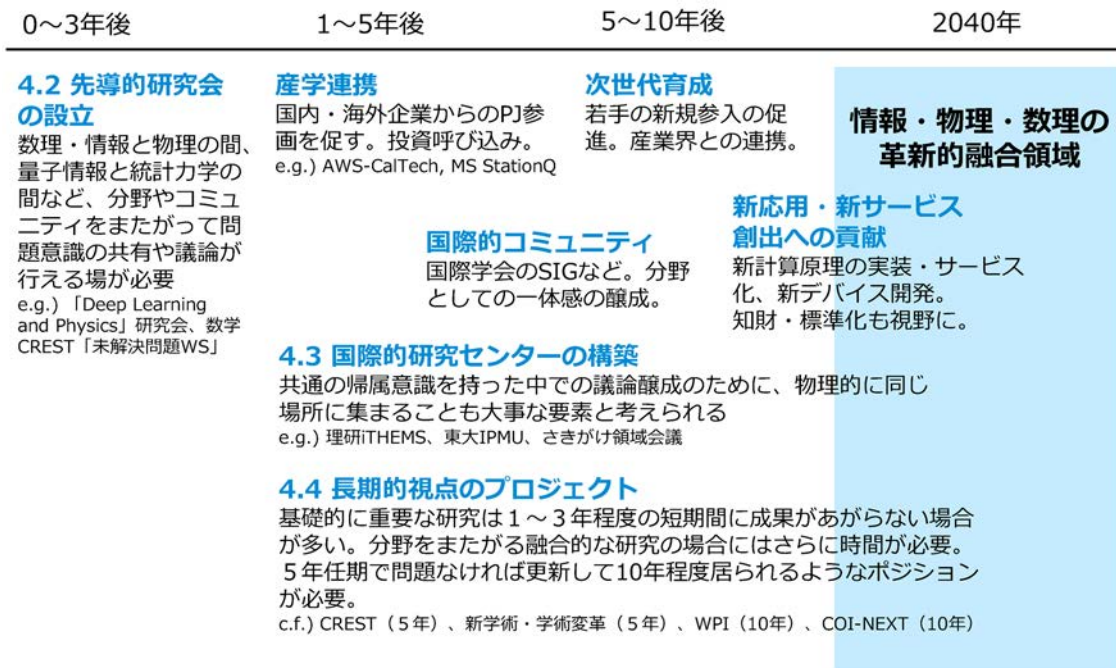 0～3年後
1～5年後
5～10年後
2040年
4.2 先導的研究会
の設立
数理・情報と物理の間、
量子情報と統計力学の
間など、分野やコミュ
ニティをまたがって問
題意識の共有や議論が
行える場が必要
e.g.) 「Deep Learning
and Physics」研究会、数学
CREST「未解決問題WS」
産学連携
国内・海外企業からのPJ参
画を促す。投資呼び込み。
e.g.) AWS-CalTech, MS StationQ
次世代育成
若手の新規参入の促
進。産業界との連携。
情報・物理・数理の
革新的融合領域
国際的コミュニティ
国際学会のSIGなど。分野
としての一体感の醸成。
新応用・新サービス
創出への貢献
新計算原理の実装・サービス
化、新デバイス開発。
知財・標準化も視野に。
4.3 国際的研究センターの構築
共通の帰属意識を持った中での議論醸成のために、物理的に同じ
場所に集まることも大事な要素と考えられる
e.g.) 理研iTHEMS、東大IPMU、さきがけ領域会議
4.4 長期的視点のプロジェクト
基礎的に重要な研究は１～３年程度の短期間に成果があがらない場合
が多い。分野をまたがる融合的な研究の場合にはさらに時間が必要。
５年任期で問題なければ更新して10年程度居られるようなポジション
が必要。
c.f.) CREST（５年）、新学術・学術変革（５年）、WPI（10年）、COI-NEXT（10年）